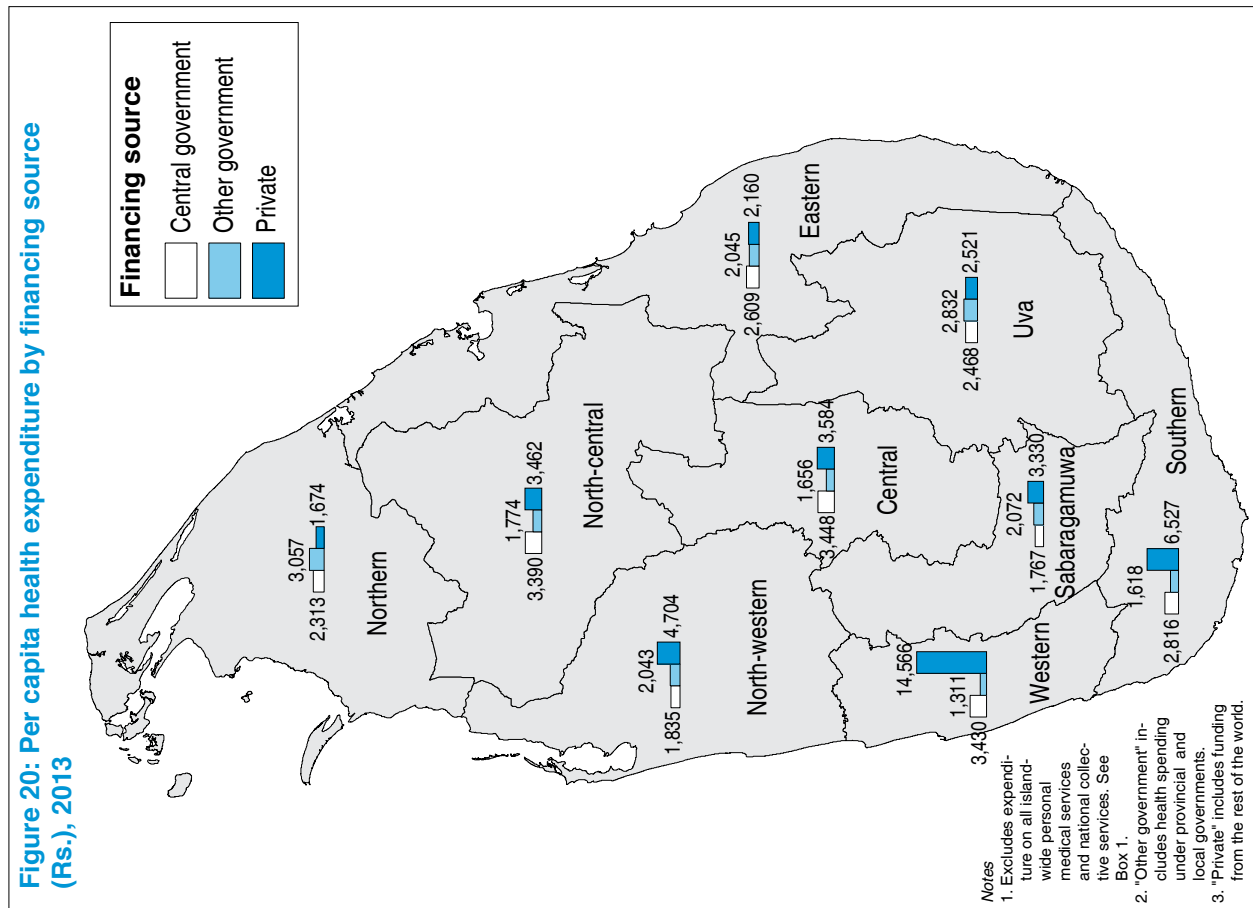 Figure 20: Per capita health expenditure by financing source
(Rs.), 2013
Financing source
Central government
Other government
Private
2,313
3,057
1,674
Northern
3,390
1,774
3,462
North-central
2,609
2,045
2,160
Eastern
1,835
2,043
4,704
North-western
3,448
1,656
3,584
Central
2,468
2,832
2,521
Uva
3,430
1,311
14,566
Western
1,767
2,072
3,330
Sabaragamuwa
2,816
1,618
6,527
Southern
Notes
1. Excludes expendi-
ture on all island-
wide personal
medical services
and national collec-
tive services. See
Box 1.
2. "Other government" in-
cludes health spending
under provincial and
local governments.
3. "Private" includes funding
from the rest of the world.